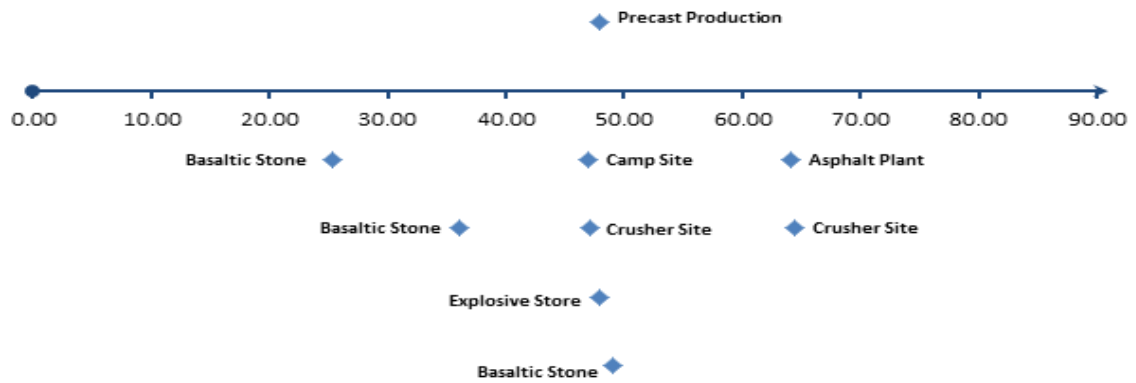 Precast Production
0.00 10.00 20.00 30.00 40.00 50.00 60.00 70.00 80.00 90.00
Basaltic Stone Camp Site Asphalt Plant
Basaltic Stone Crusher Site Crusher Site
Explosive Store
Basaltic Stone